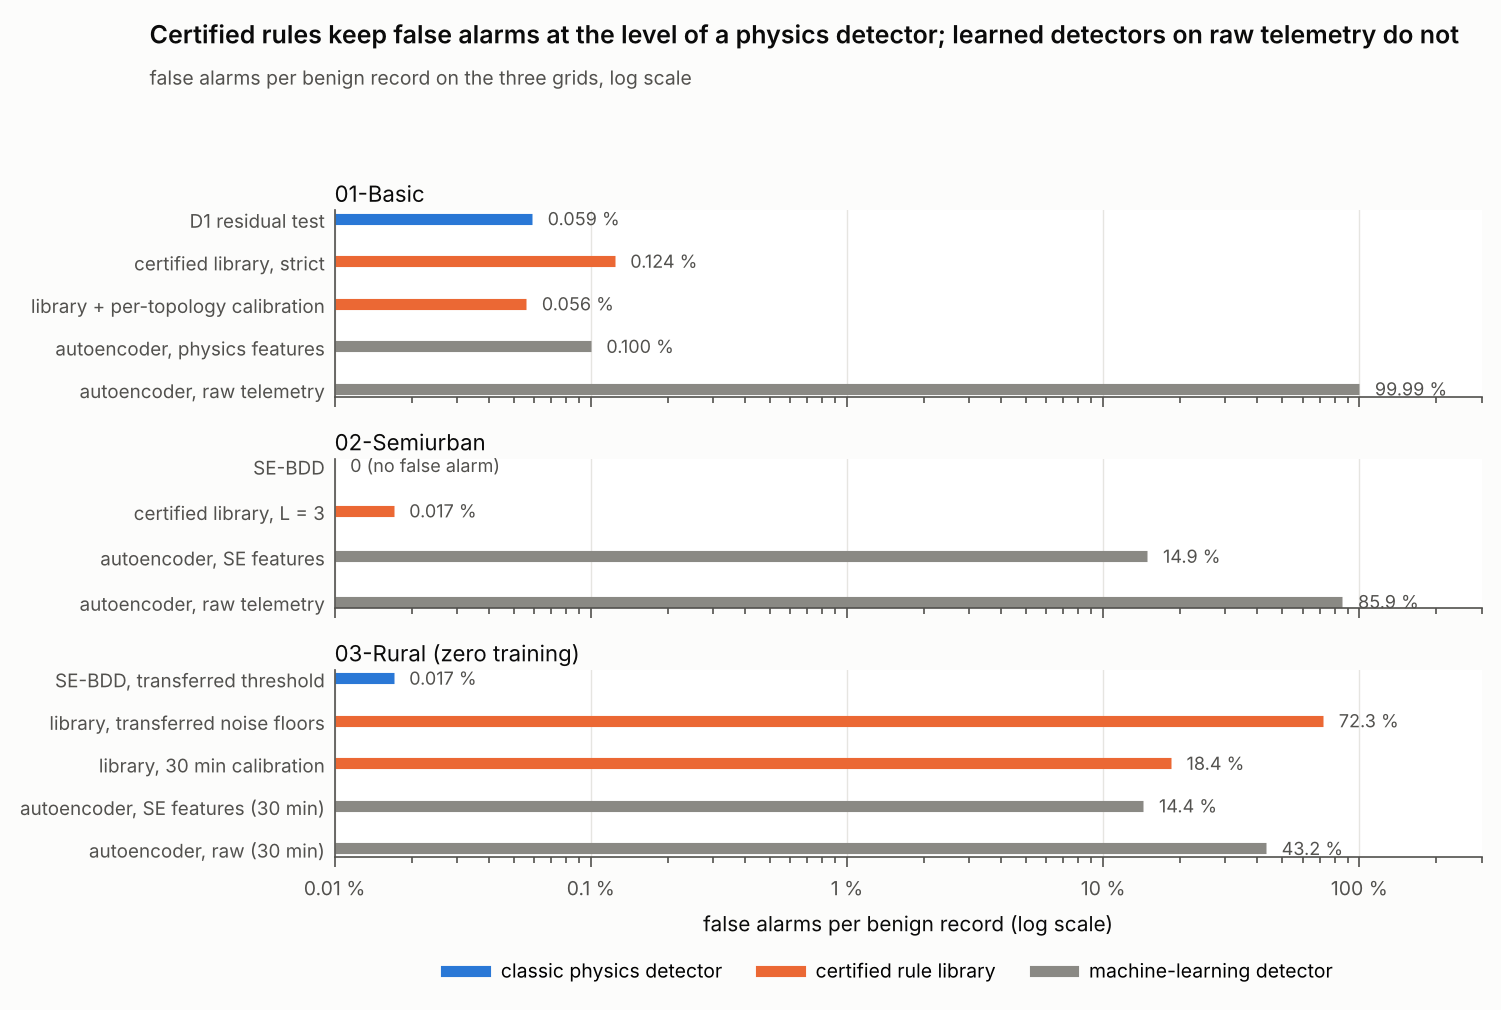 Certified rules keep false alarms at the level of a physics detector; learned detectors on raw telemetry do not
false alarms per benign record on the three grids, log scale
01-Basic
D1 residual test 0.059 %
certified library, strict 0.124 %
library + per-topology calibration 0.056 %
autoencoder, physics features 0.100 %
autoencoder, raw telemetry 99.99 %
02-Semiurban
SE-BDD 0 (no false alarm)
certified library, L = 3 0.017 %
autoencoder, SE features 14.9 %
autoencoder, raw telemetry 85.9 %
03-Rural (zero training)
SE-BDD, transferred threshold 0.017 %
library, transferred noise floors 72.3 %
library, 30 min calibration 18.4 %
autoencoder, SE features (30 min) 14.4 %
autoencoder, raw (30 min) 43.2 %
0.01 % 0.1 % 1 % 10 % 100 %
false alarms per benign record (log scale)
classic physics detector certified rule library machine-learning detector